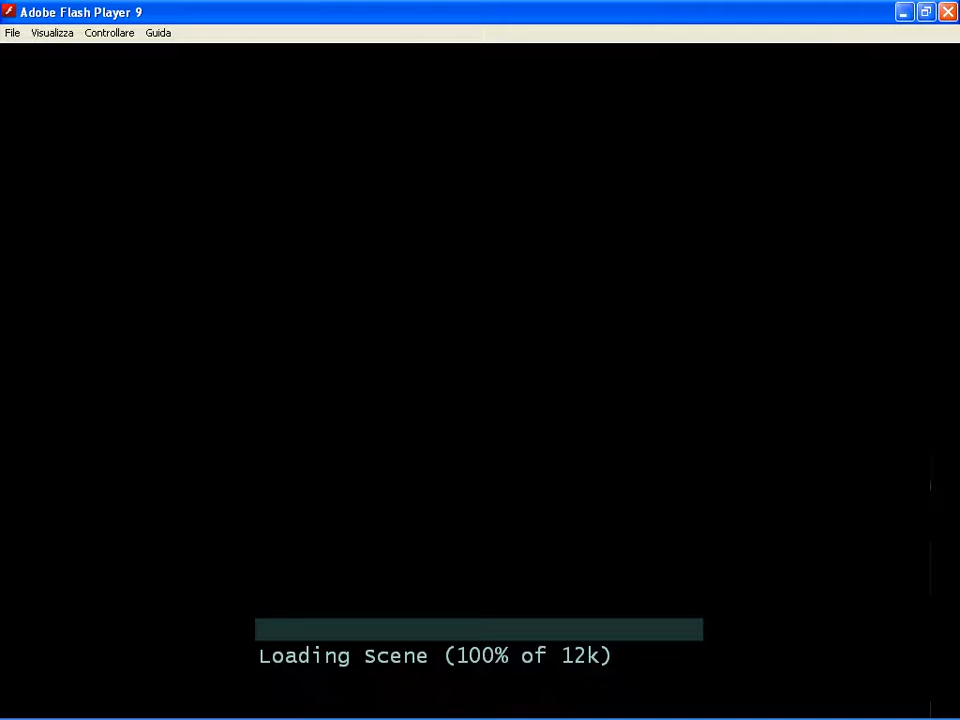 Adobe Flash Player 9
File Visualizza Controllare Guida
Loading Scene (100% of 12k)